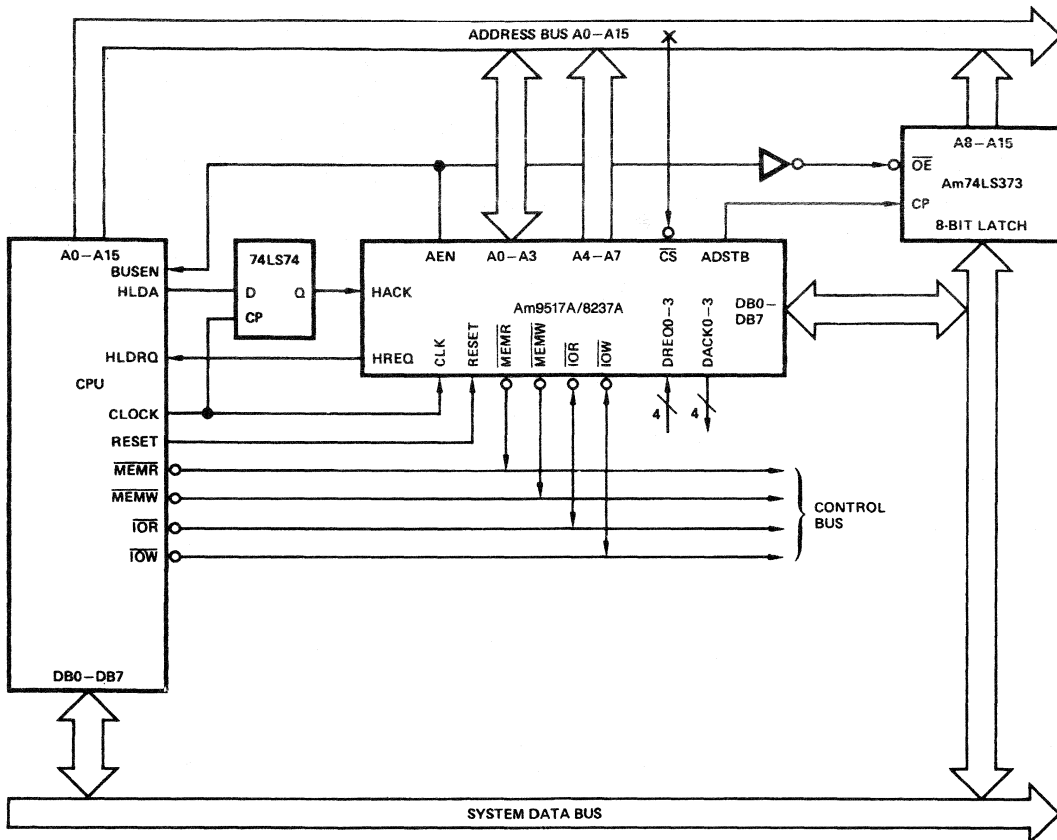 ADDRESS BUS A0–A15
A8–A15
OE
Am74LS373
CP
8-BIT LATCH
A0–A15
BUSEN
HLDA
HLDRQ
CPU
CLOCK
RESET
MEMR
MEMW
IOR
IOW
DB0–DB7
74LS74
D Q
CP
AEN A0–A3 A4–A7 CS ADSTB
HACK
Am9517A/8237A
DB0–
DB7
HREQ
CLK
RESET
MEMR
MEMW
IOR
IOW
DREQ0-3
DACK0-3
4 4
CONTROL
BUS
SYSTEM DATA BUS